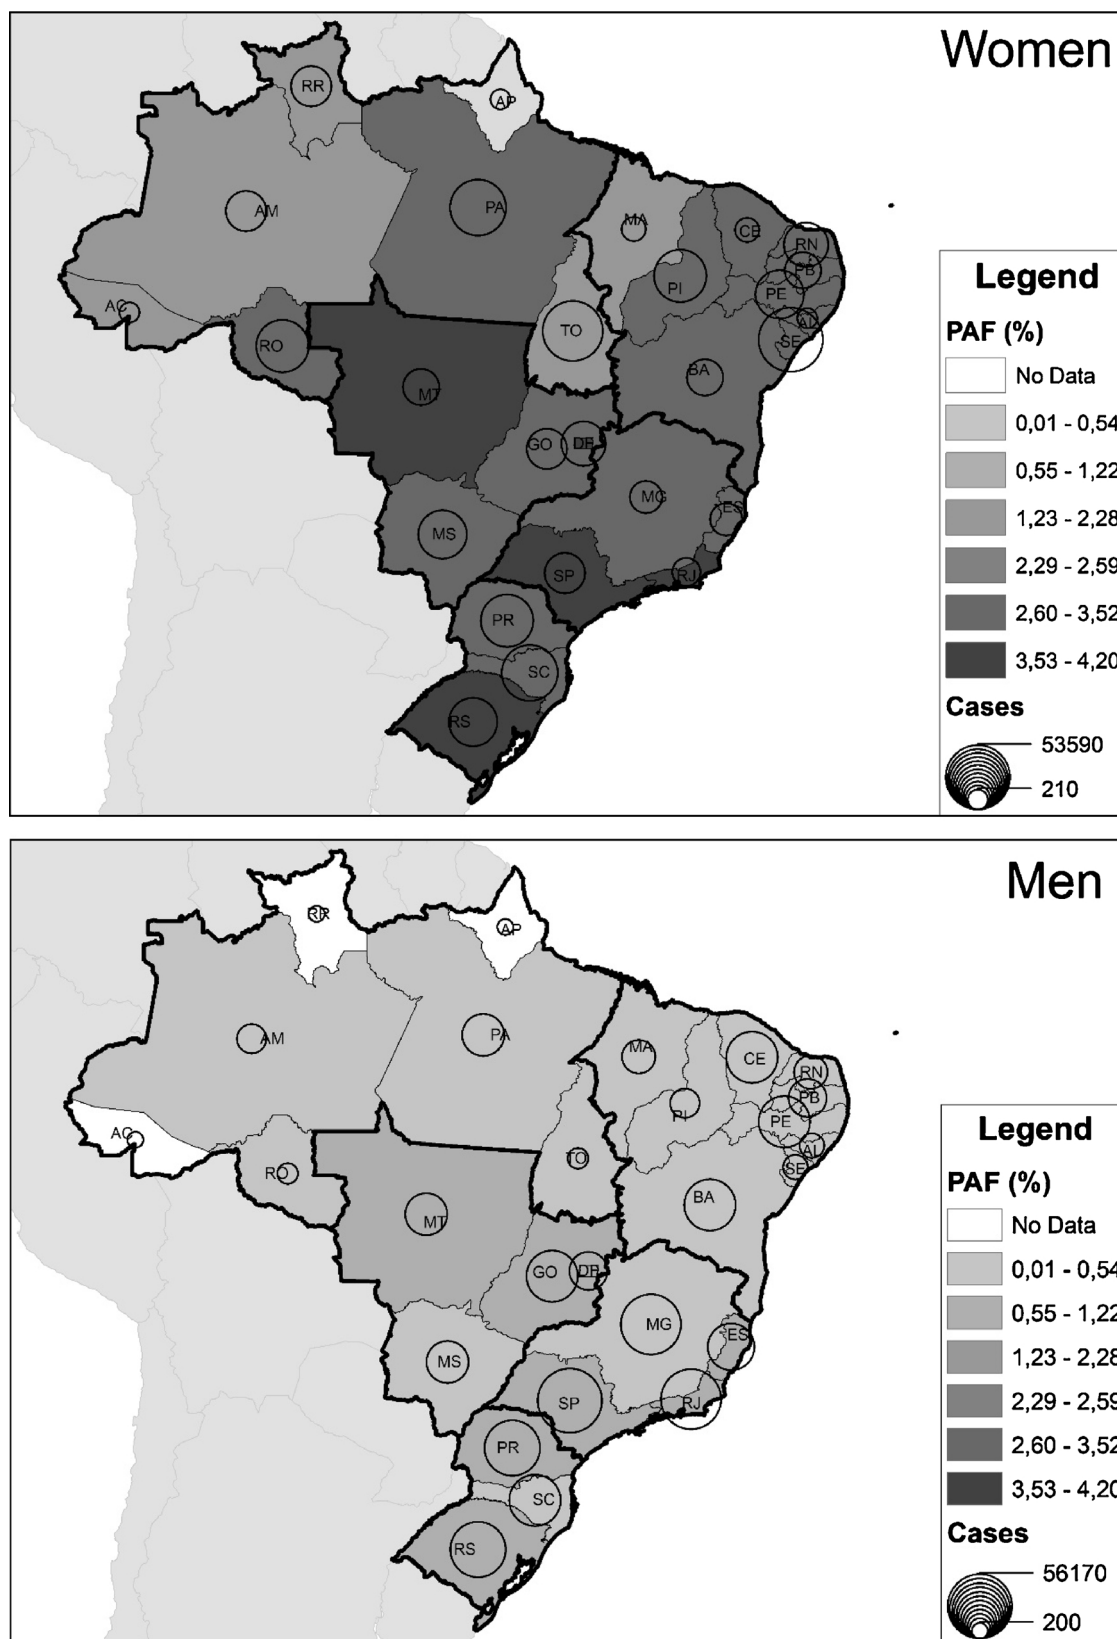 Women
RR
AP
AM
PA
MA
CE
RN
PB
PI
PE
AC
AL
TO
SE
RO
BA
MT
GO
DF
MG
ES
MS
SP
RJ
PR
SC
RS
Legend
PAF (%)
No Data
0,01 - 0,54
0,55 - 1,22
1,23 - 2,28
2,29 - 2,59
2,60 - 3,52
3,53 - 4,20
Cases
53590
210
Men
RR
AP
AM
PA
MA
CE
RN
PB
PI
PE
AC
AL
TO
SE
RO
BA
MT
GO
DF
MG
ES
MS
SP
RJ
PR
SC
RS
Legend
PAF (%)
No Data
0,01 - 0,54
0,55 - 1,22
1,23 - 2,28
2,29 - 2,59
2,60 - 3,52
3,53 - 4,20
Cases
56170
200